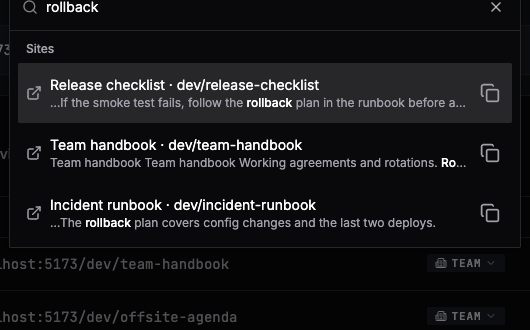 rollback
Sites
Release checklist · dev/release-checklist
...If the smoke test fails, follow the rollback plan in the runbook before a...
Team handbook · dev/team-handbook
Team handbook Team handbook Working agreements and rotations. Ro...
Incident runbook · dev/incident-runbook
...The rollback plan covers config changes and the last two deploys.
lhost:5173/dev/team-handbook
TEAM
lhost:5173/dev/offsite-agenda
TEAM